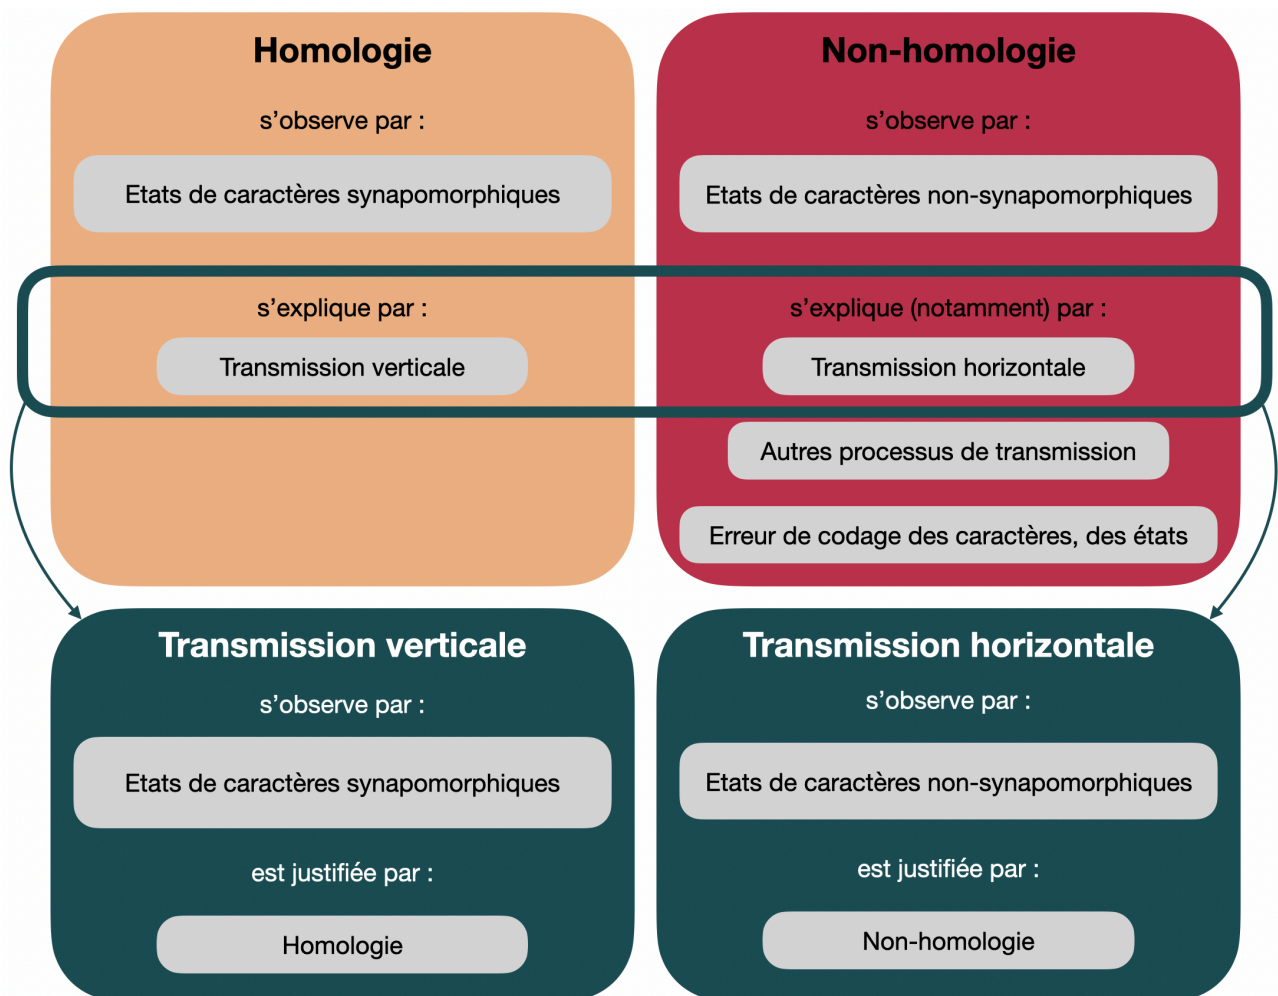 Homologie
s’observe par :
Etats de caractères synapomorphiques
s’explique par :
Transmission verticale
Non-homologie
s’observe par :
Etats de caractères non-synapomorphiques
s’explique (notamment) par :
Transmission horizontale
Autres processus de transmission
Erreur de codage des caractères, des états
Transmission verticale
s’observe par :
Etats de caractères synapomorphiques
est justifiée par :
Homologie
Transmission horizontale
s’observe par :
Etats de caractères non-synapomorphiques
est justifiée par :
Non-homologie